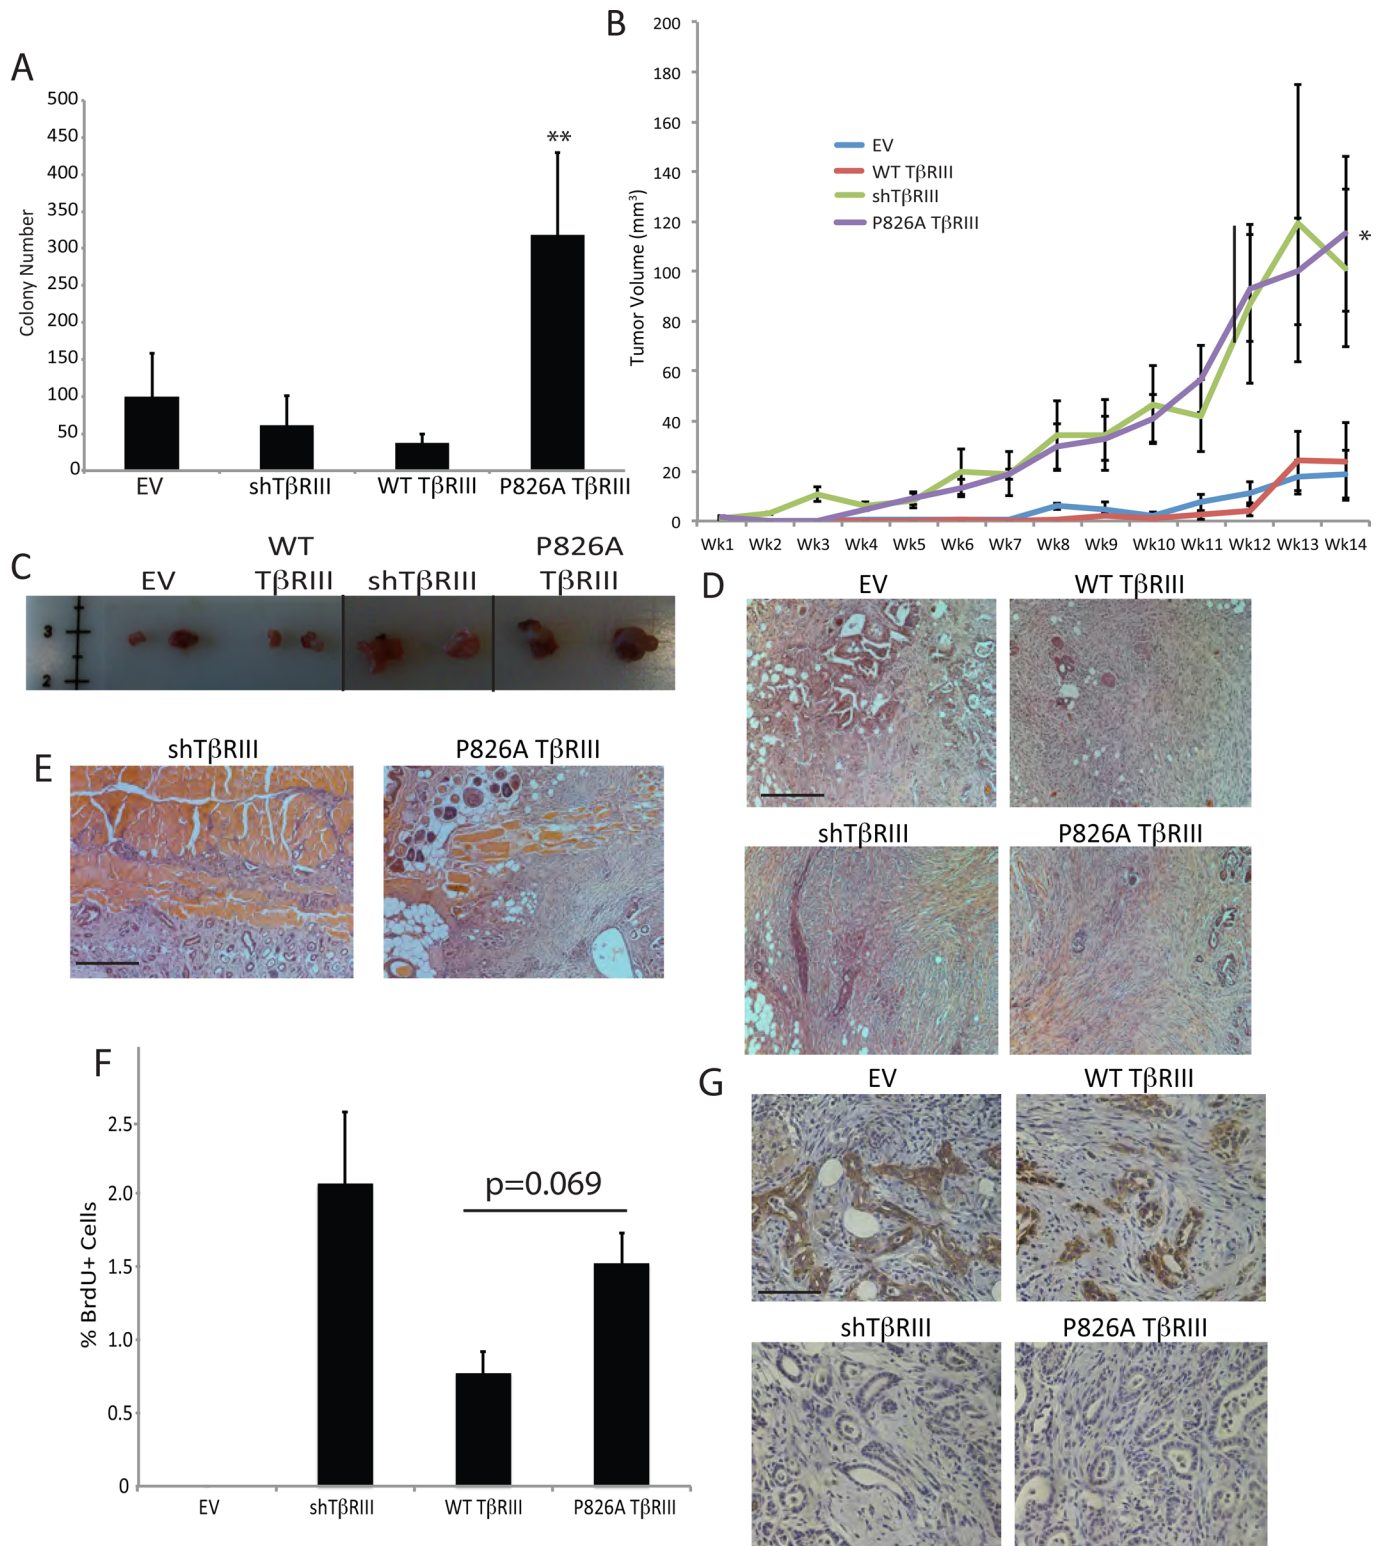 A
500
450
400
350
300
250
200
150
100
50
0
Colony Number
**
EV
shTβRIII
WT TβRIII
P826A TβRIII
B
200
180
160
140
120
100
80
60
40
20
0
Tumor Volume (mm³)
EV
WT TβRIII
shTβRIII
P826A TβRIII
*
Wk1 Wk2 Wk3 Wk4 Wk5 Wk6 Wk7 Wk8 Wk9 Wk10 Wk11 Wk12 Wk13 Wk14
C
EV
WT
TβRIII
shTβRIII
P826A
TβRIII
3
2
D
EV
WT TβRIII
shTβRIII
P826A TβRIII
E
shTβRIII
P826A TβRIII
F
2.5
2.0
1.5
1.0
0.5
0
% BrdU+ Cells
p=0.069
EV
shTβRIII
WT TβRIII
P826A TβRIII
G
EV
WT TβRIII
shTβRIII
P826A TβRIII